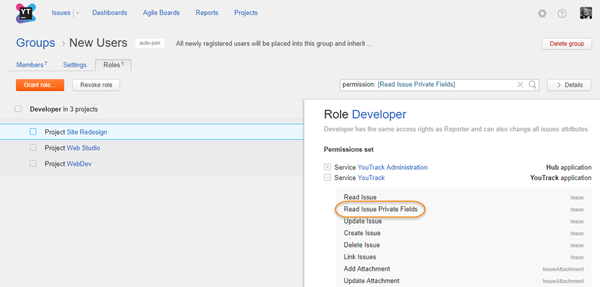 YT
Issues
Dashboards
Agile Boards
Reports
Projects
Groups › New Users
auto-join
All newly registered users will be placed into this group and inherit ...
Delete group
Members 7
Settings
Roles 1
Grant role...
Revoke role
permission: {Read Issue Private Fields}
Details
Developer in 3 projects
Project Site Redesign
Project Web Studio
Project WebDev
Role Developer
Developer has the same access rights as Reporter and can also change all issues attributes.
Permissions set
Service YouTrack Administration
Hub application
Service YouTrack
YouTrack application
Read Issue
Issue
Read Issue Private Fields
Issue
Update Issue
Issue
Create Issue
Issue
Delete Issue
Issue
Link Issues
Issue
Add Attachment
IssueAttachment
Update Attachment
IssueAttachment